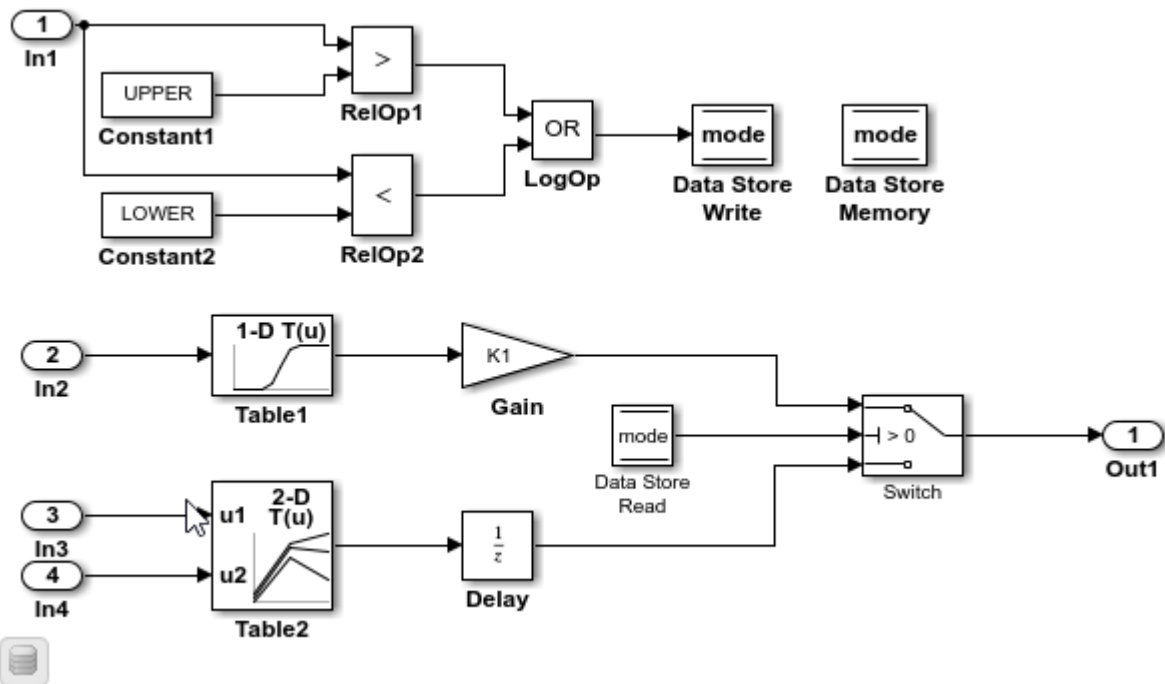 1
In1
UPPER
Constant1
>
RelOp1
LOWER
Constant2
<
RelOp2
OR
LogOp
mode
Data Store
Write
mode
Data Store
Memory
2
In2
1-D T(u)
Table1
K1
Gain
mode
Data Store
Read
> 0
Switch
1
Out1
3
In3
4
In4
2-D
T(u)
u1
u2
Table2
1
z
Delay